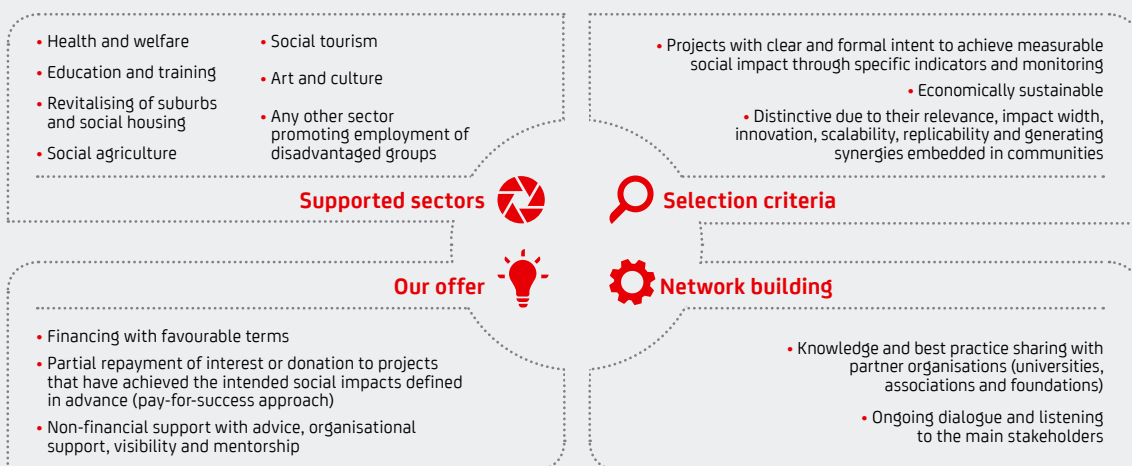 • Health and welfare
• Education and training
• Revitalising of suburbs
and social housing
• Social agriculture
• Social tourism
• Art and culture
• Any other sector
promoting employment of
disadvantaged groups
Supported sectors
• Projects with clear and formal intent to achieve measurable
social impact through specific indicators and monitoring
• Economically sustainable
• Distinctive due to their relevance, impact width,
innovation, scalability, replicability and generating
synergies embedded in communities
Selection criteria
Our offer
• Financing with favourable terms
• Partial repayment of interest or donation to projects
that have achieved the intended social impacts defined
in advance (pay-for-success approach)
• Non-financial support with advice, organisational
support, visibility and mentorship
Network building
• Knowledge and best practice sharing with
partner organisations (universities,
associations and foundations)
• Ongoing dialogue and listening
to the main stakeholders